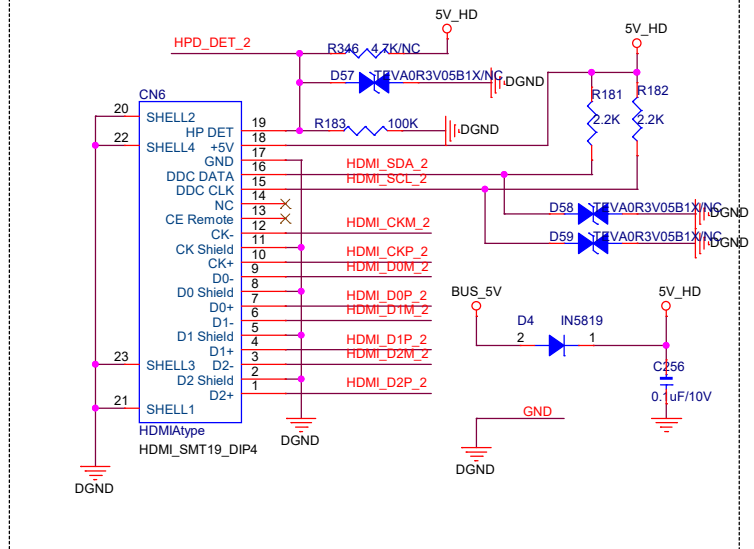 5V_HD
HPD_DET_2
R346 4.7K/NC
5V_HD
D57 TEVA0R3V05B1X/NC
DGND
CN6
R181
R182
20
SHELL2
2.2K
2.2K
HP DET
19
R183
100K
DGND
22
SHELL4
+5V
18
GND
17
DDC DATA
16
HDMI_SDA_2
DDC CLK
15
HDMI_SCL_2
NC
14
CE Remote
13
D58
TEVA0R3V05B1X/NC
DGND
CK-
12
HDMI_CKM_2
CK Shield
11
D59
TEVA0R3V05B1X/NC
DGND
CK+
10
HDMI_CKP_2
D0-
9
HDMI_D0M_2
D0 Shield
8
BUS_5V
5V_HD
D0+
7
HDMI_D0P_2
D1-
6
HDMI_D1M_2
D4
IN5819
D1 Shield
5
2
1
D1+
4
HDMI_D1P_2
23
SHELL3
D2-
3
HDMI_D2M_2
D2 Shield
2
C256
D2+
1
HDMI_D2P_2
0.1uF/10V
21
SHELL1
GND
HDMIAtype
DGND
HDMI_SMT19_DIP4
DGND
DGND